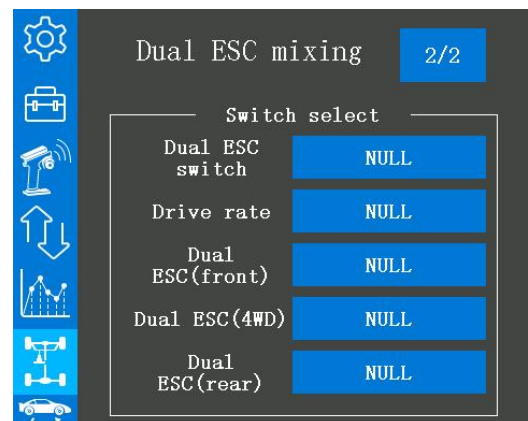 Dual ESC mixing 2/2
Switch select
Dual ESC
switch NULL
Drive rate NULL
Dual
ESC(front) NULL
Dual ESC(4WD) NULL
Dual
ESC(rear) NULL